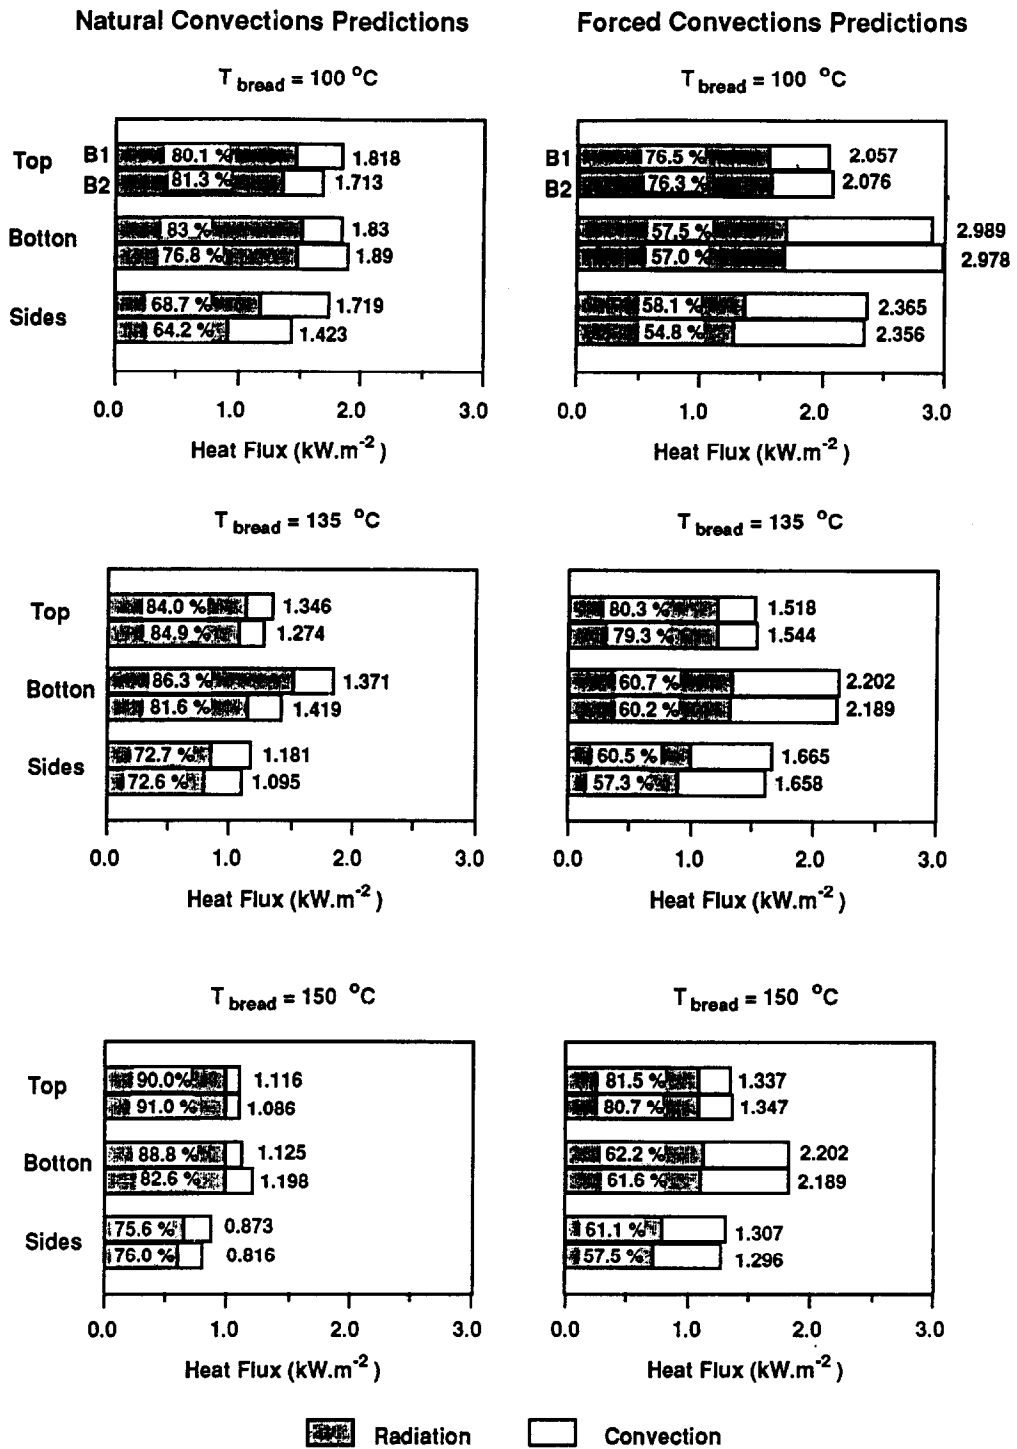 Natural Convections Predictions
Forced Convections Predictions
T bread = 100 °C
Top B1 80.1 % 1.818
B2 81.3 % 1.713
Botton 83 % 1.83
76.8 % 1.89
Sides 68.7 % 1.719
64.2 % 1.423
0.0 1.0 2.0 3.0
Heat Flux (kW.m-2 )
T bread = 100 °C
B1 76.5 % 2.057
B2 76.3 % 2.076
57.5 % 2.989
57.0 % 2.978
58.1 % 2.365
54.8 % 2.356
0.0 1.0 2.0 3.0
Heat Flux (kW.m-2 )
T bread = 135 °C
Top 84.0 % 1.346
84.9 % 1.274
Botton 86.3 % 1.371
81.6 % 1.419
Sides 72.7 % 1.181
72.6 % 1.095
0.0 1.0 2.0 3.0
Heat Flux (kW.m-2 )
T bread = 135 °C
80.3 % 1.518
79.3 % 1.544
60.7 % 2.202
60.2 % 2.189
60.5 % 1.665
57.3 % 1.658
0.0 1.0 2.0 3.0
Heat Flux (kW.m-2 )
T bread = 150 °C
Top 90.0% 1.116
91.0 % 1.086
Botton 88.8 % 1.125
82.6 % 1.198
Sides 75.6 % 0.873
76.0 % 0.816
0.0 1.0 2.0 3.0
Heat Flux (kW.m-2 )
T bread = 150 °C
81.5 % 1.337
80.7 % 1.347
62.2 % 2.202
61.6 % 2.189
61.1 % 1.307
57.5 % 1.296
0.0 1.0 2.0 3.0
Heat Flux (kW.m-2 )
Radiation Convection